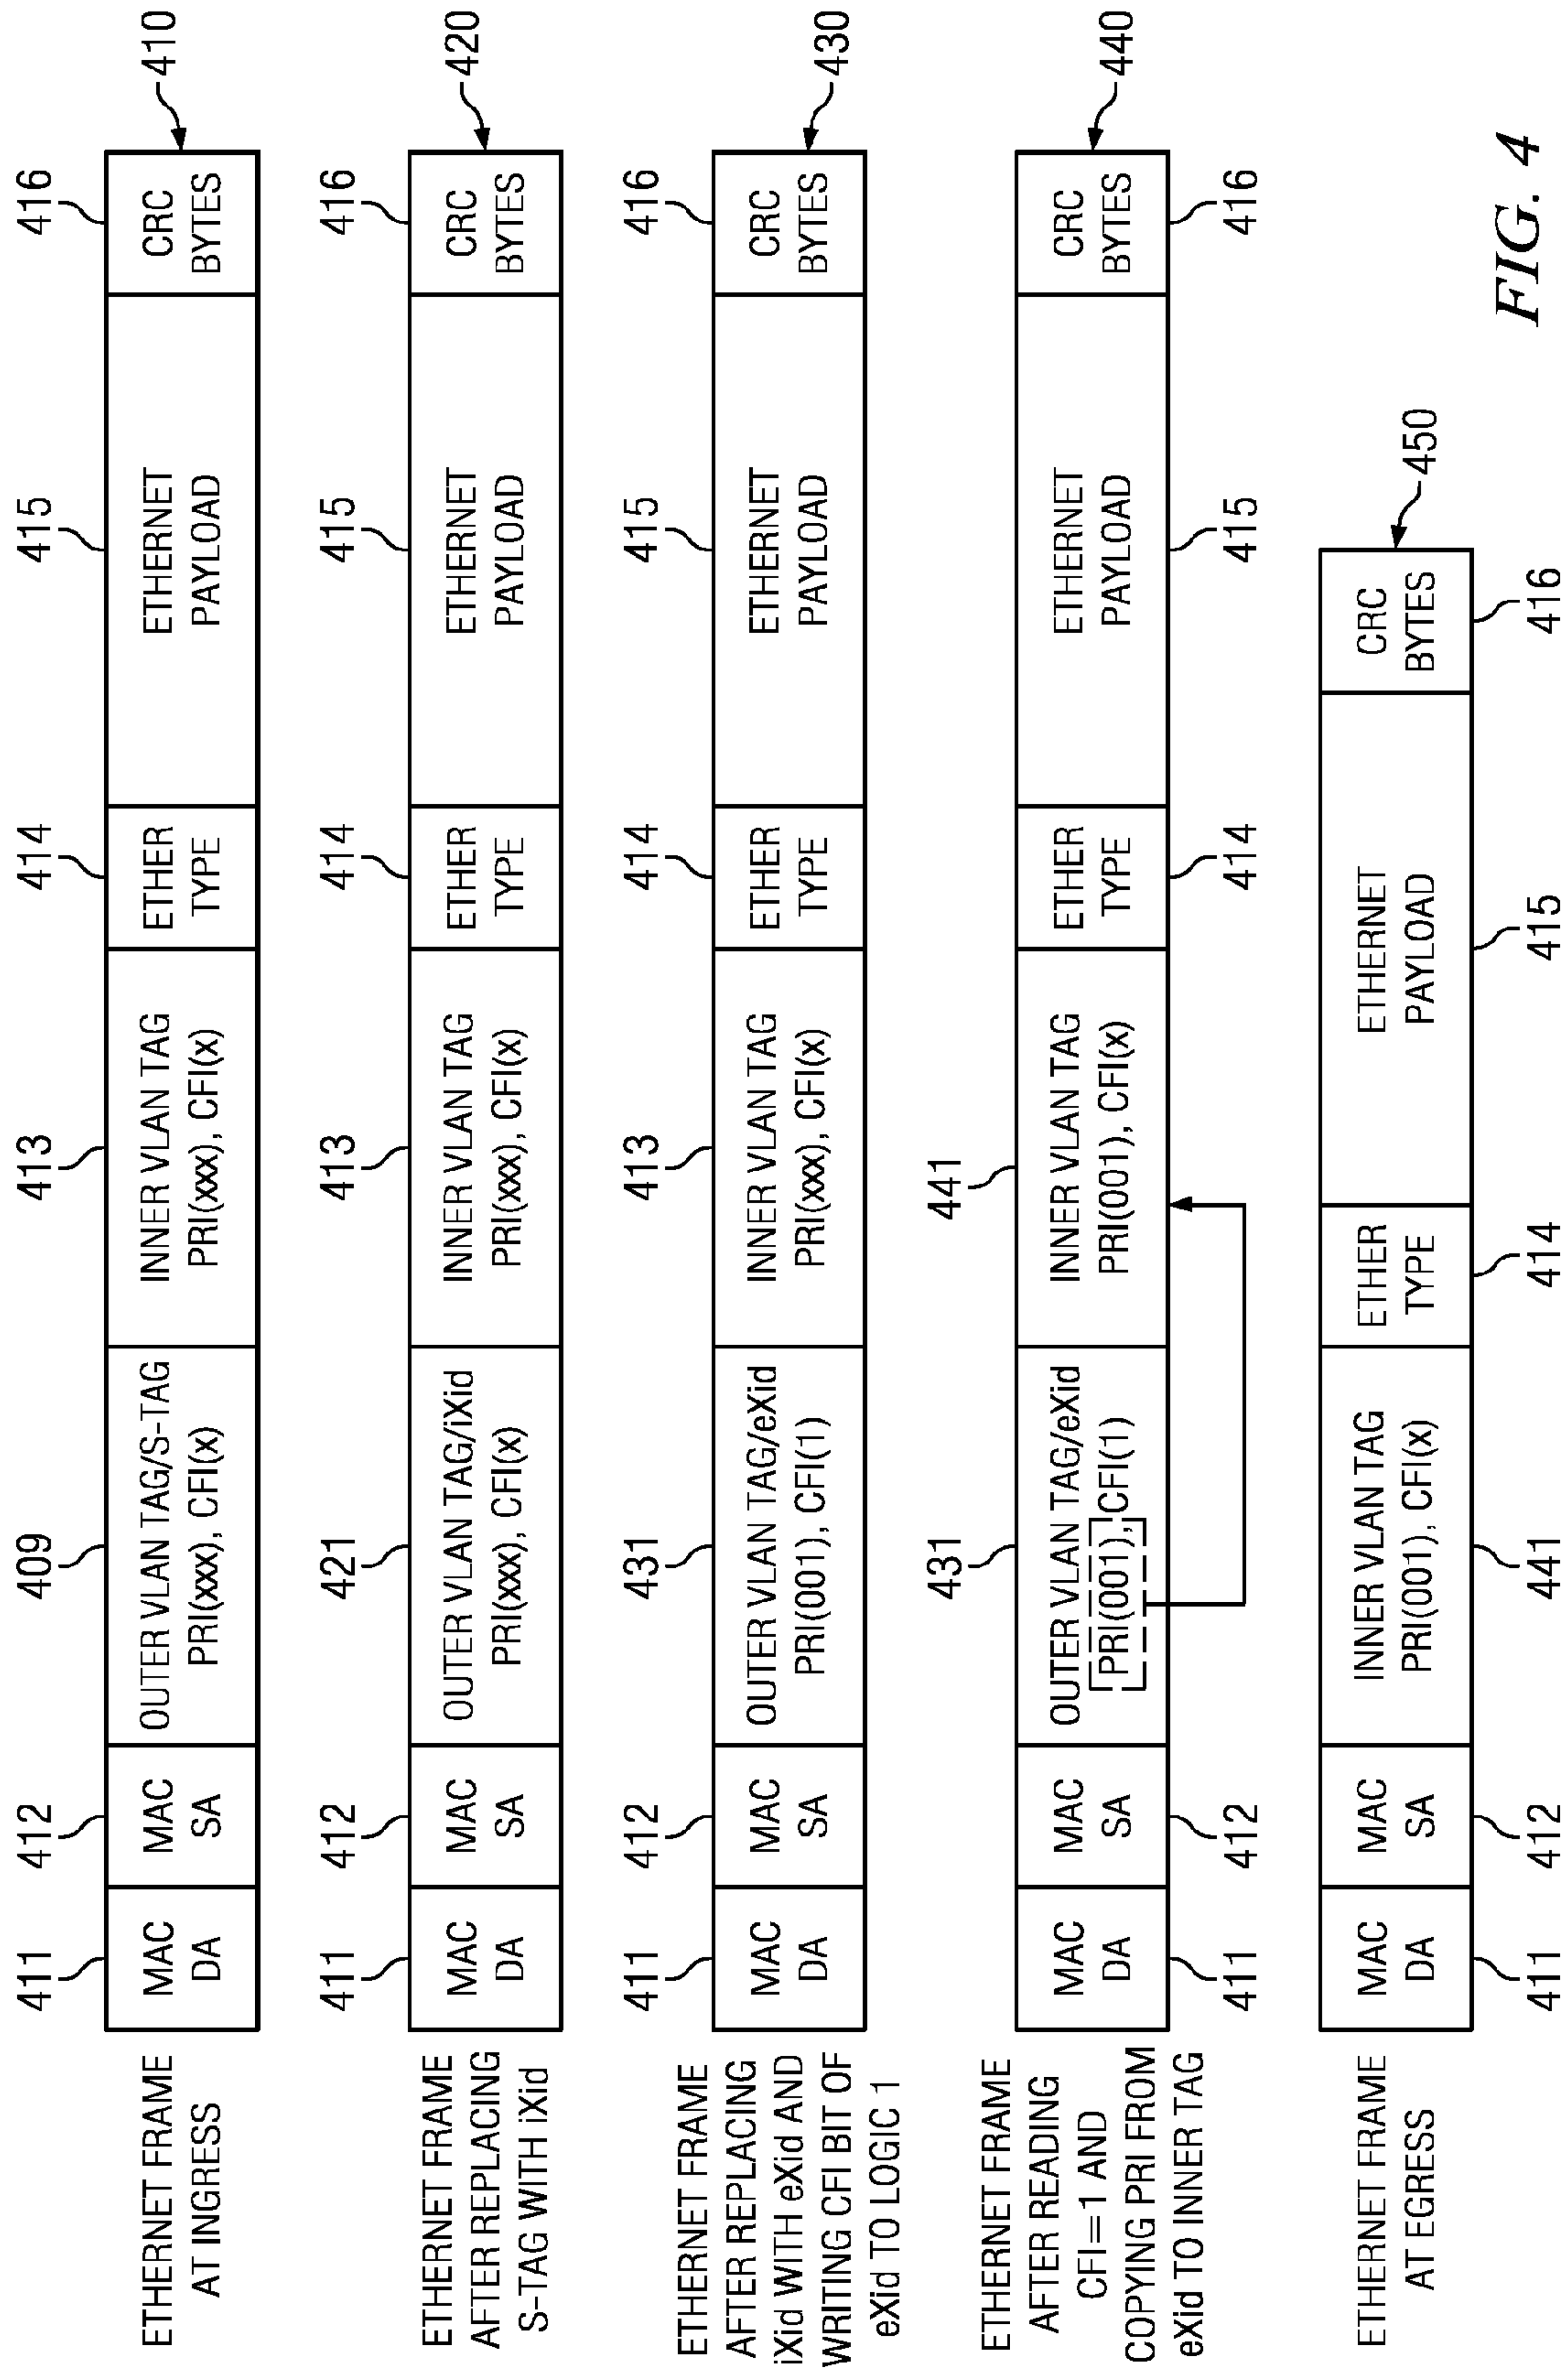 ETHERNET FRAME
AT INGRESS
411
412
409
413
414
415
416
410
MAC
DA
MAC
SA
OUTER VLAN TAG/S-TAG
PRI(xxx), CFI(x)
INNER VLAN TAG
PRI(xxx), CFI(x)
ETHER
TYPE
ETHERNET
PAYLOAD
CRC
BYTES
ETHERNET FRAME
AFTER REPLACING
S-TAG WITH iXid
411
412
421
413
414
415
416
420
MAC
DA
MAC
SA
OUTER VLAN TAG/iXid
PRI(xxx), CFI(x)
INNER VLAN TAG
PRI(xxx), CFI(x)
ETHER
TYPE
ETHERNET
PAYLOAD
CRC
BYTES
ETHERNET FRAME
AFTER REPLACING
iXid WITH eXid AND
WRITING CFI BIT OF
eXid TO LOGIC 1
411
412
431
413
414
415
416
430
MAC
DA
MAC
SA
OUTER VLAN TAG/eXid
PRI(001), CFI(1)
INNER VLAN TAG
PRI(xxx), CFI(x)
ETHER
TYPE
ETHERNET
PAYLOAD
CRC
BYTES
ETHERNET FRAME
AFTER READING
CFI=1 AND
COPYING PRI FROM
eXid TO INNER TAG
431
441
440
MAC
DA
MAC
SA
OUTER VLAN TAG/eXid
PRI(001), CFI(1)
INNER VLAN TAG
PRI(001), CFI(x)
ETHER
TYPE
ETHERNET
PAYLOAD
CRC
BYTES
411
412
414
415
416
ETHERNET FRAME
AT EGRESS
450
MAC
DA
MAC
SA
INNER VLAN TAG
PRI(001), CFI(x)
ETHER
TYPE
ETHERNET
PAYLOAD
CRC
BYTES
411
412
441
414
415
416
FIG. 4